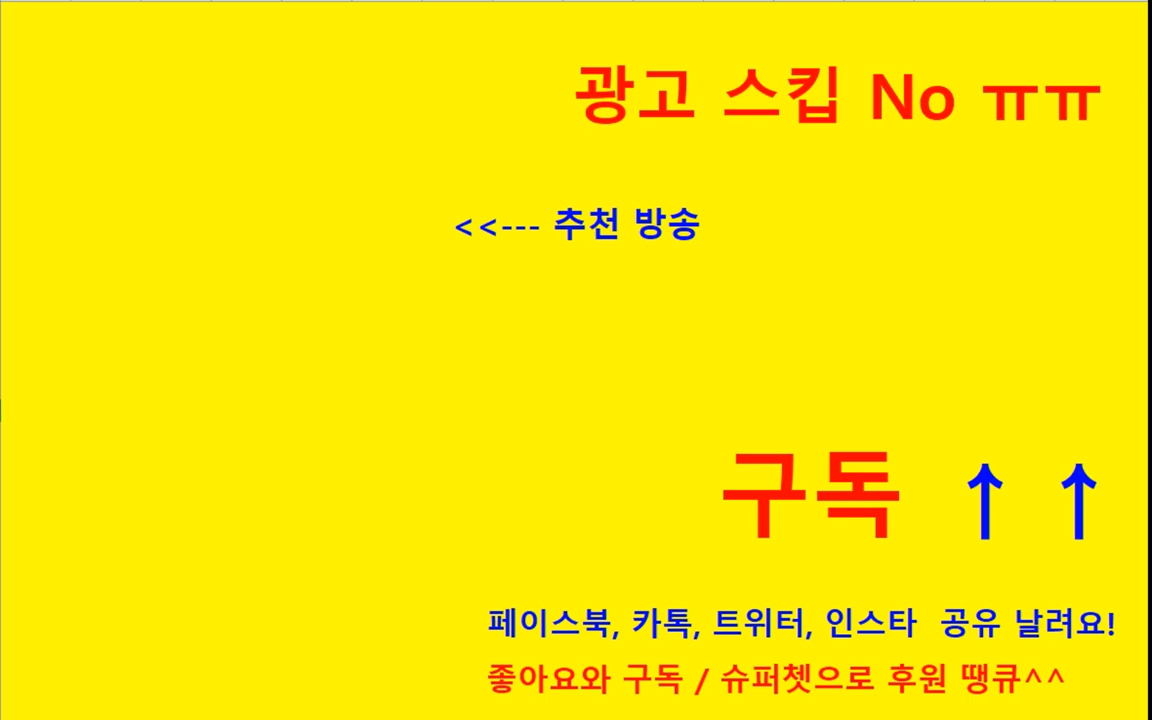 광고 스킵 No ㅠㅠ
<<--- 추천 방송
구독 ↑ ↑
페이스북, 카톡, 트위터, 인스타 공유 날려요!
좋아요와 구독 / 슈퍼쳇으로 후원 땡큐^^